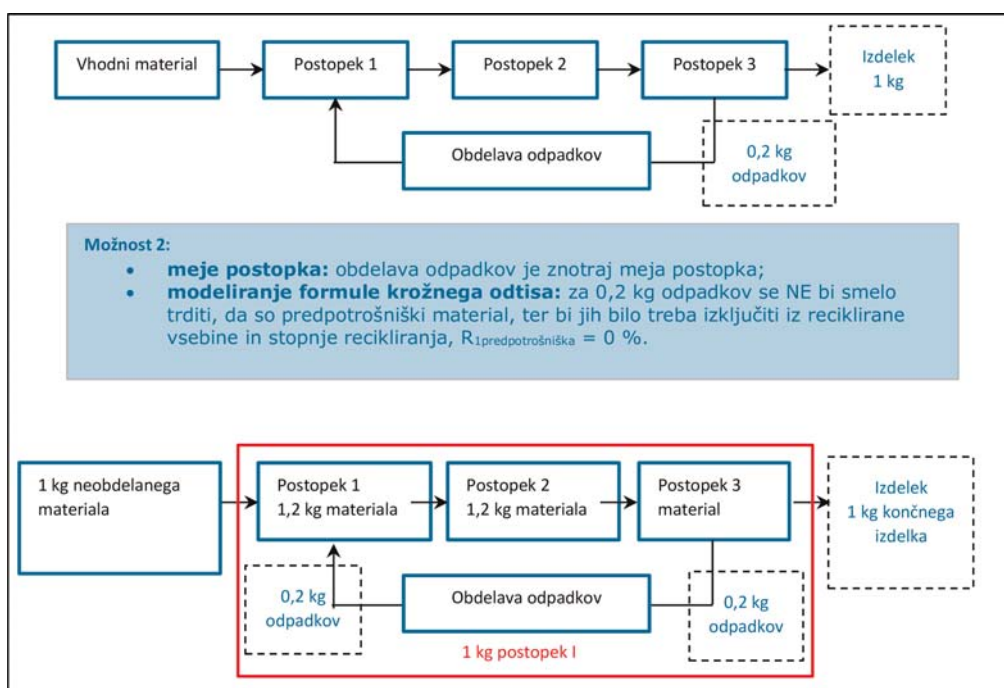 Vhodni material
Postopek 1
Postopek 2
Postopek 3
Izdelek
1 kg
Obdelava odpadkov
0,2 kg
odpadkov
Možnost 2:
• meje postopka: obdelava odpadkov je znotraj meja postopka;
• modeliranje formule krožnega odtisa: za 0,2 kg odpadkov se NE bi smelo
trditi, da so predpotrošniški material, ter bi jih bilo treba izključiti iz reciklirane
vsebine in stopnje recikliranja, R1predpotrošniška = 0 %.
1 kg neobdelanega
materiala
Postopek 1
1,2 kg materiala
Postopek 2
1,2 kg materiala
Postopek 3
material
Izdelek
1 kg končnega
izdelka
0,2 kg
odpadkov
Obdelava odpadkov
0,2 kg
odpadkov
1 kg postopek I